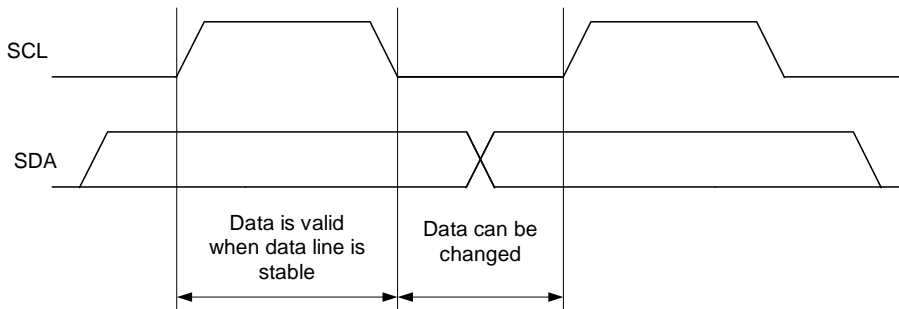 SCL
SDA
Data is valid
when data line is
stable
Data can be
changed